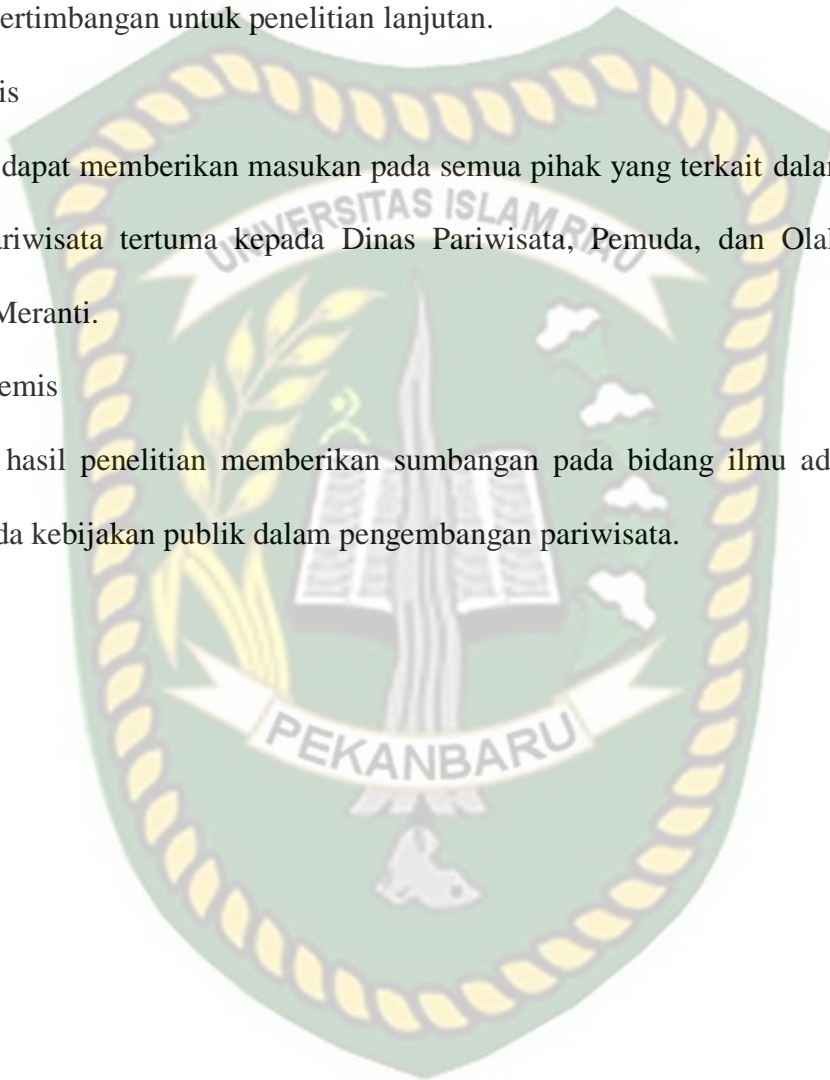 ertimbangan untuk penelitian lanjutan.
is
dapat memberikan masukan pada semua pihak yang terkait dalam
UNIVERSITAS ISLAM RIAU
ariwisata tertuma kepada Dinas Pariwisata, Pemuda, dan Olah
Meranti.
emis
hasil penelitian memberikan sumbangan pada bidang ilmu ad
da kebijakan publik dalam pengembangan pariwisata.
PEKANBARU